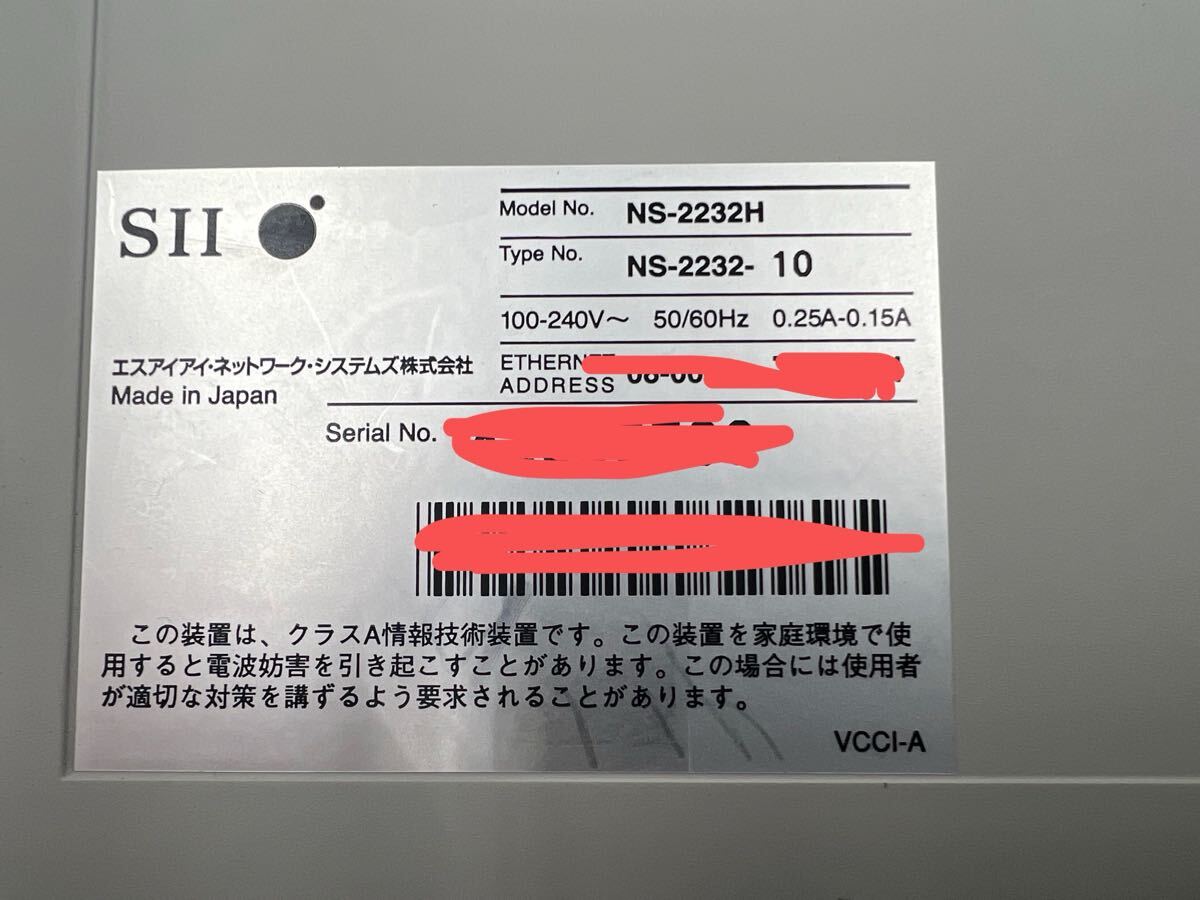 SII
Model No. NS-2232H
Type No. NS-2232- 10
100-240V～ 50/60Hz 0.25A-0.15A
エスアイアイ・ネットワーク・システムズ株式会社
Made in Japan
ADDRESS
Serial No.
この装置は、クラスA情報技術装置です。この装置を家庭環境で使
用すると電波妨害を引き起こすことがあります。この場合には使用者
が適切な対策を講ずるよう要求されることがあります。
VCCI-A